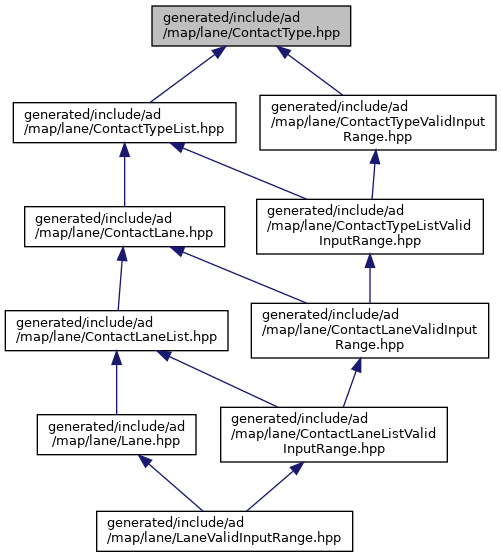 generated/include/ad
/map/lane/ContactType.hpp
generated/include/ad
/map/lane/ContactTypeList.hpp
generated/include/ad
/map/lane/ContactTypeValidInput
Range.hpp
generated/include/ad
/map/lane/ContactLane.hpp
generated/include/ad
/map/lane/ContactTypeListValid
InputRange.hpp
generated/include/ad
/map/lane/ContactLaneList.hpp
generated/include/ad
/map/lane/ContactLaneValidInput
Range.hpp
generated/include/ad
/map/lane/Lane.hpp
generated/include/ad
/map/lane/ContactLaneListValid
InputRange.hpp
generated/include/ad
/map/lane/LaneValidInputRange.hpp